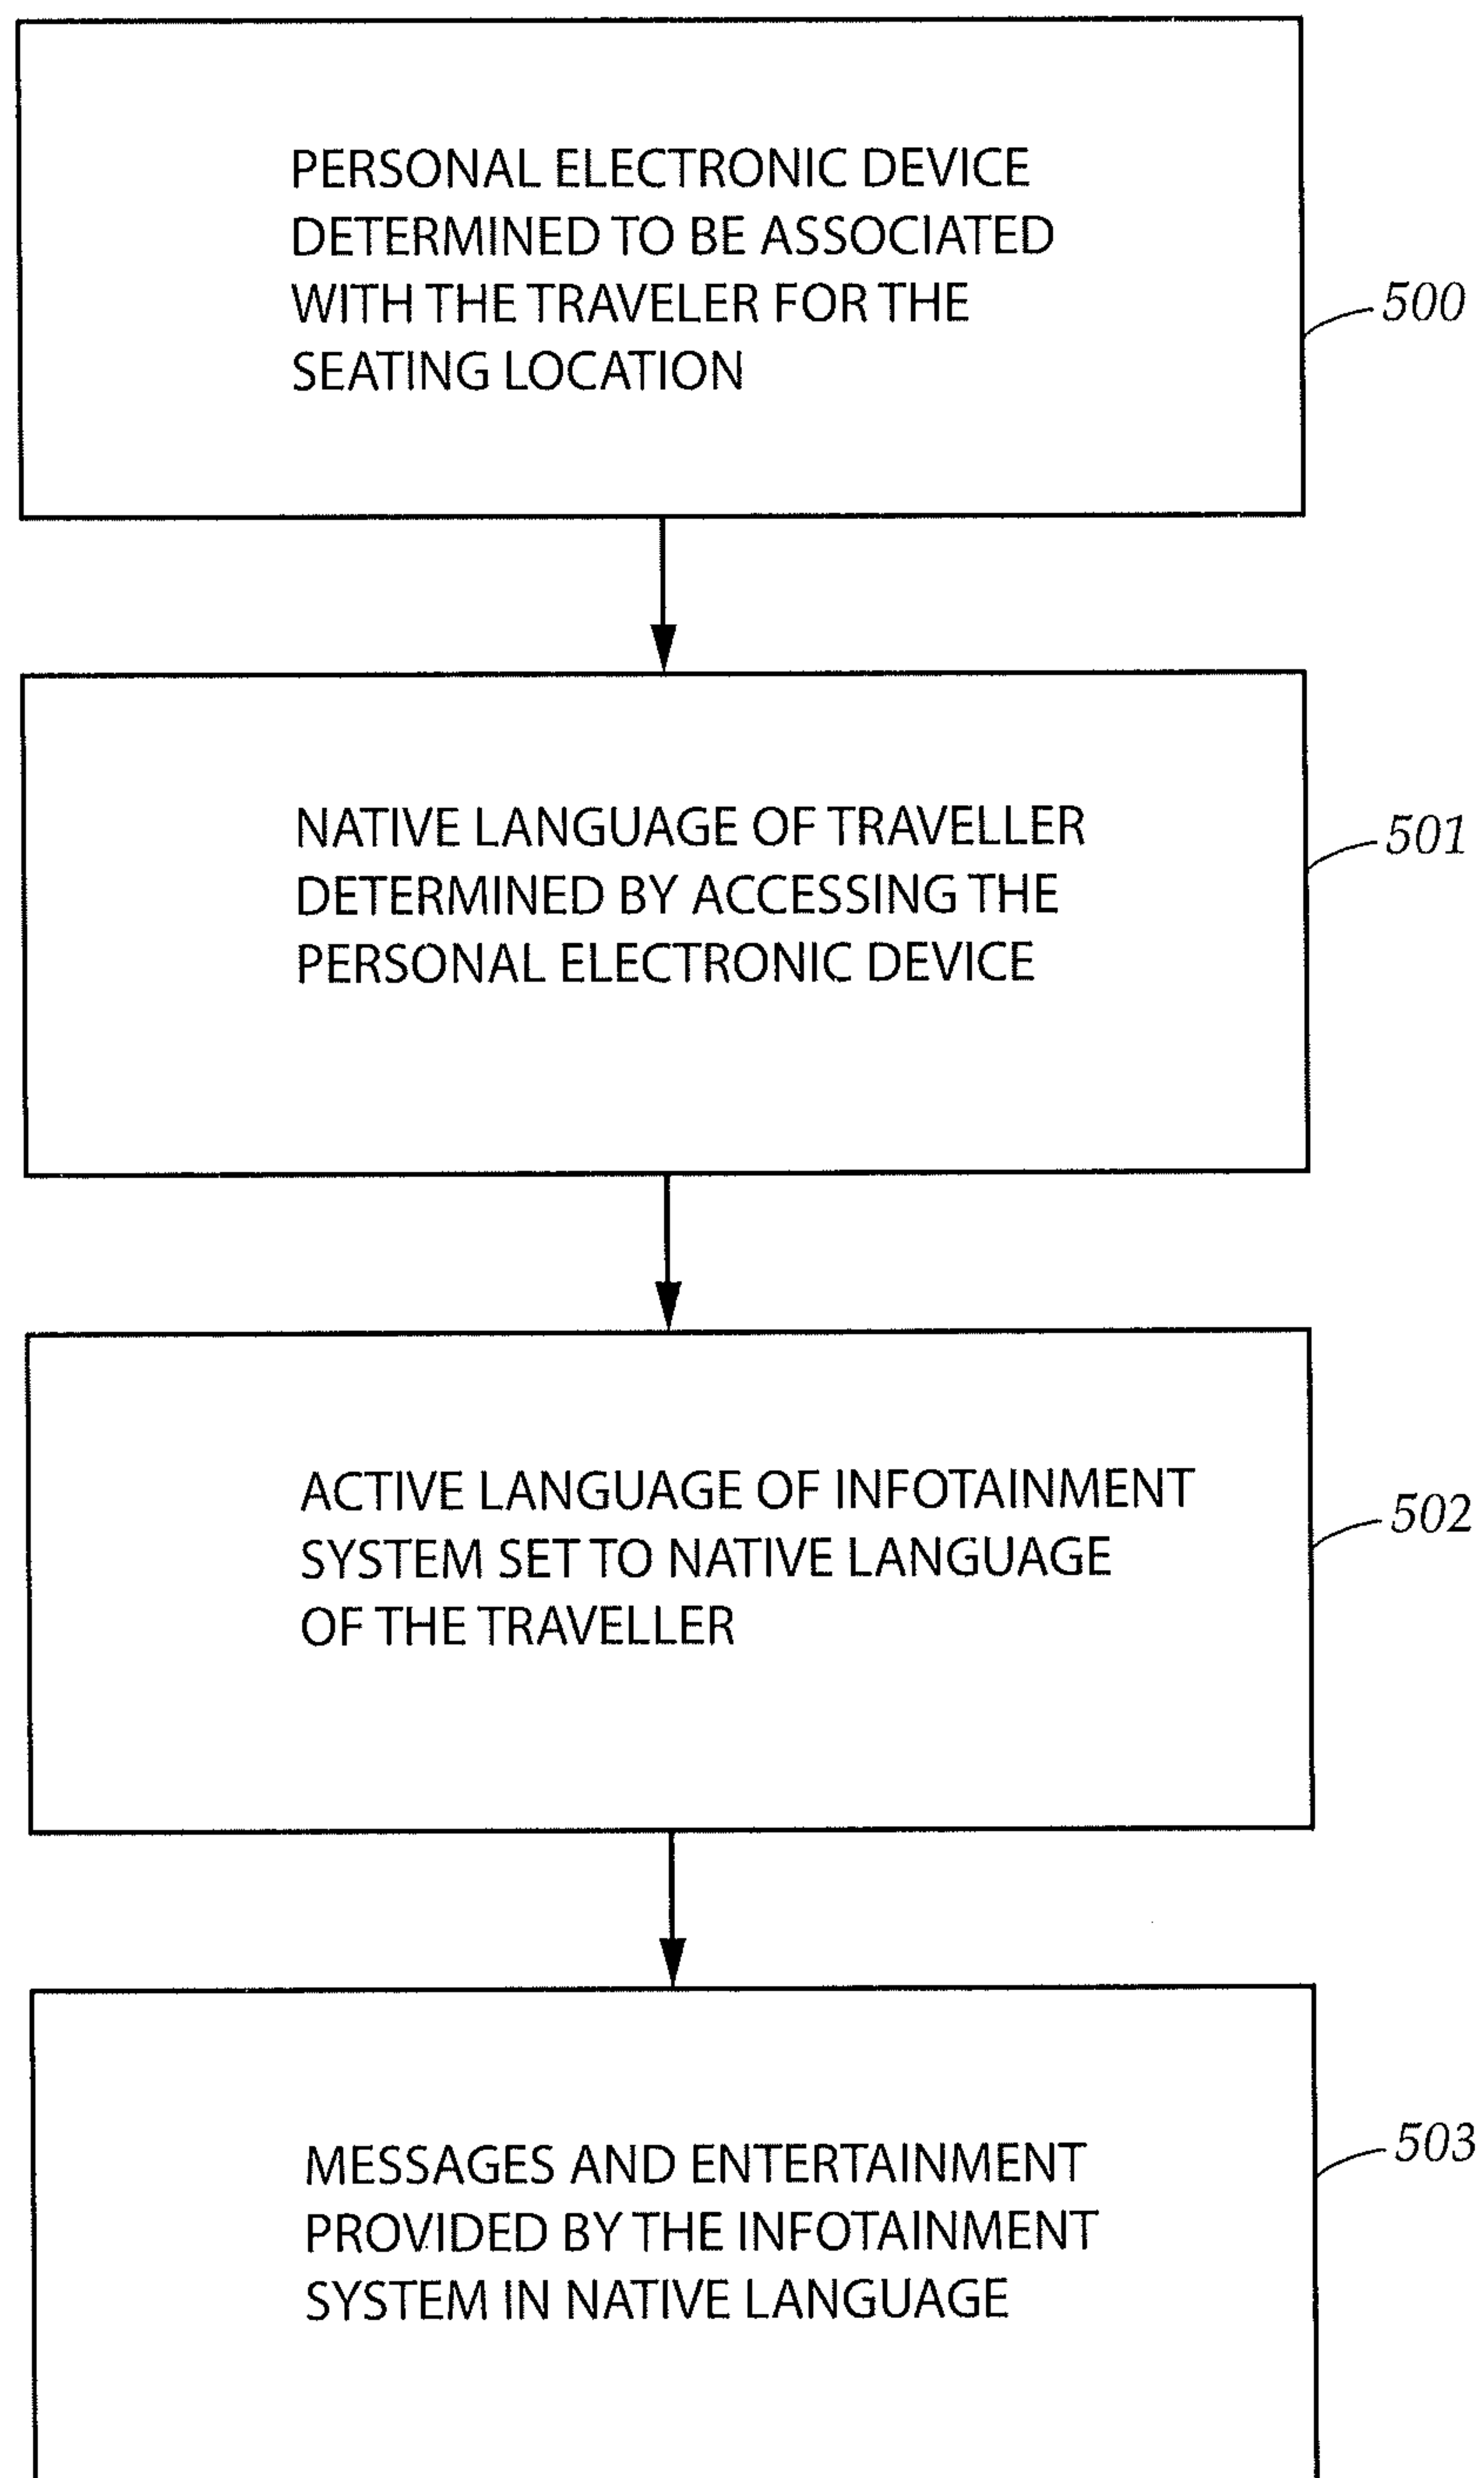 PERSONAL ELECTRONIC DEVICE
DETERMINED TO BE ASSOCIATED
WITH THE TRAVELER FOR THE
SEATING LOCATION
500
NATIVE LANGUAGE OF TRAVELLER
DETERMINED BY ACCESSING THE
PERSONAL ELECTRONIC DEVICE
501
ACTIVE LANGUAGE OF INFOTAINMENT
SYSTEM SET TO NATIVE LANGUAGE
OF THE TRAVELLER
502
MESSAGES AND ENTERTAINMENT
PROVIDED BY THE INFOTAINMENT
SYSTEM IN NATIVE LANGUAGE
503